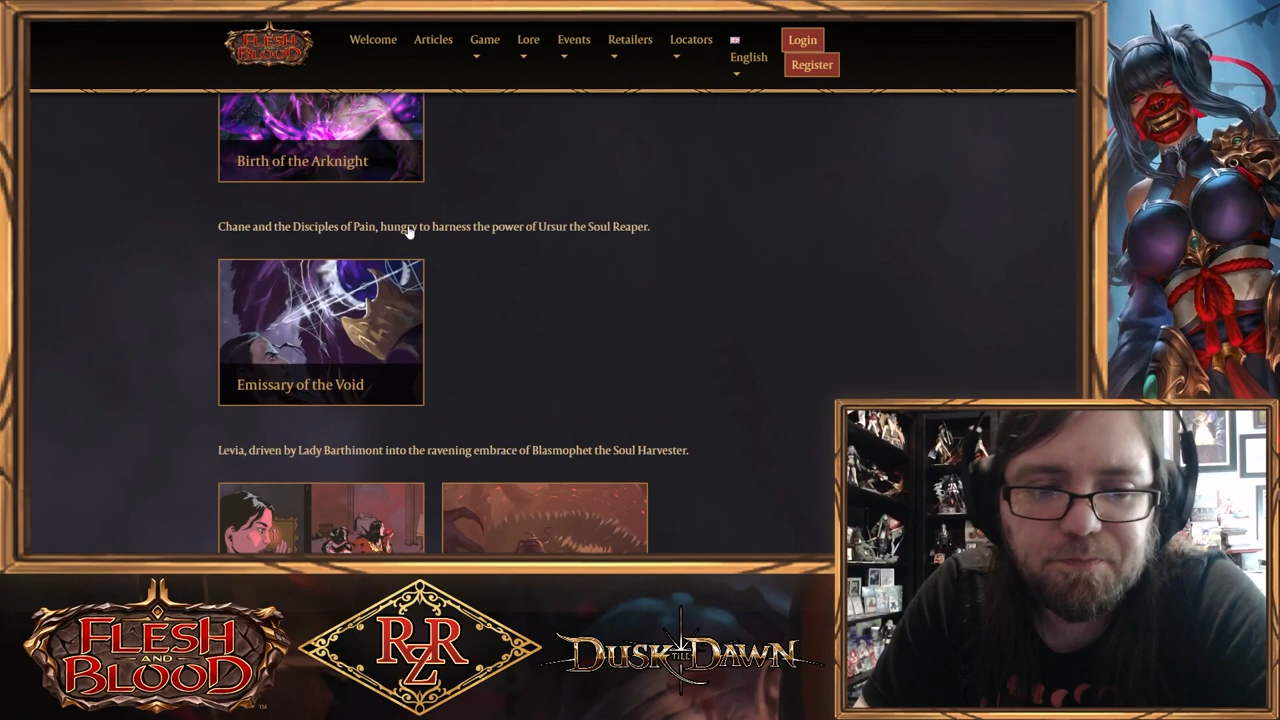 FLESH
AND
BLOOD
Welcome
Articles
Game
Lore
Events
Retailers
Locators
English
Login
Register
Birth of the Arknight
Chane and the Disciples of Pain, hungry to harness the power of Ursur the Soul Reaper.
Emissary of the Void
Levia, driven by Lady Barthimont into the ravening embrace of Blasmophet the Soul Harvester.
FLESH
AND
BLOOD
TM
RZR
DUSK TILL DAWN